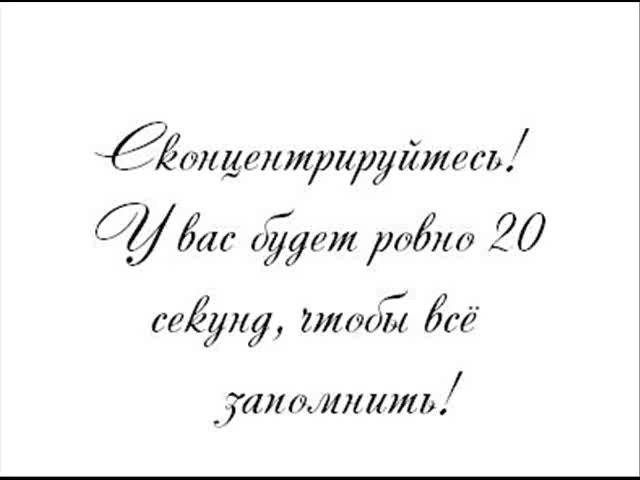 Сконцентрируйтесь!
У вас будет ровно 20
секунд, чтобы всё
запомнить!